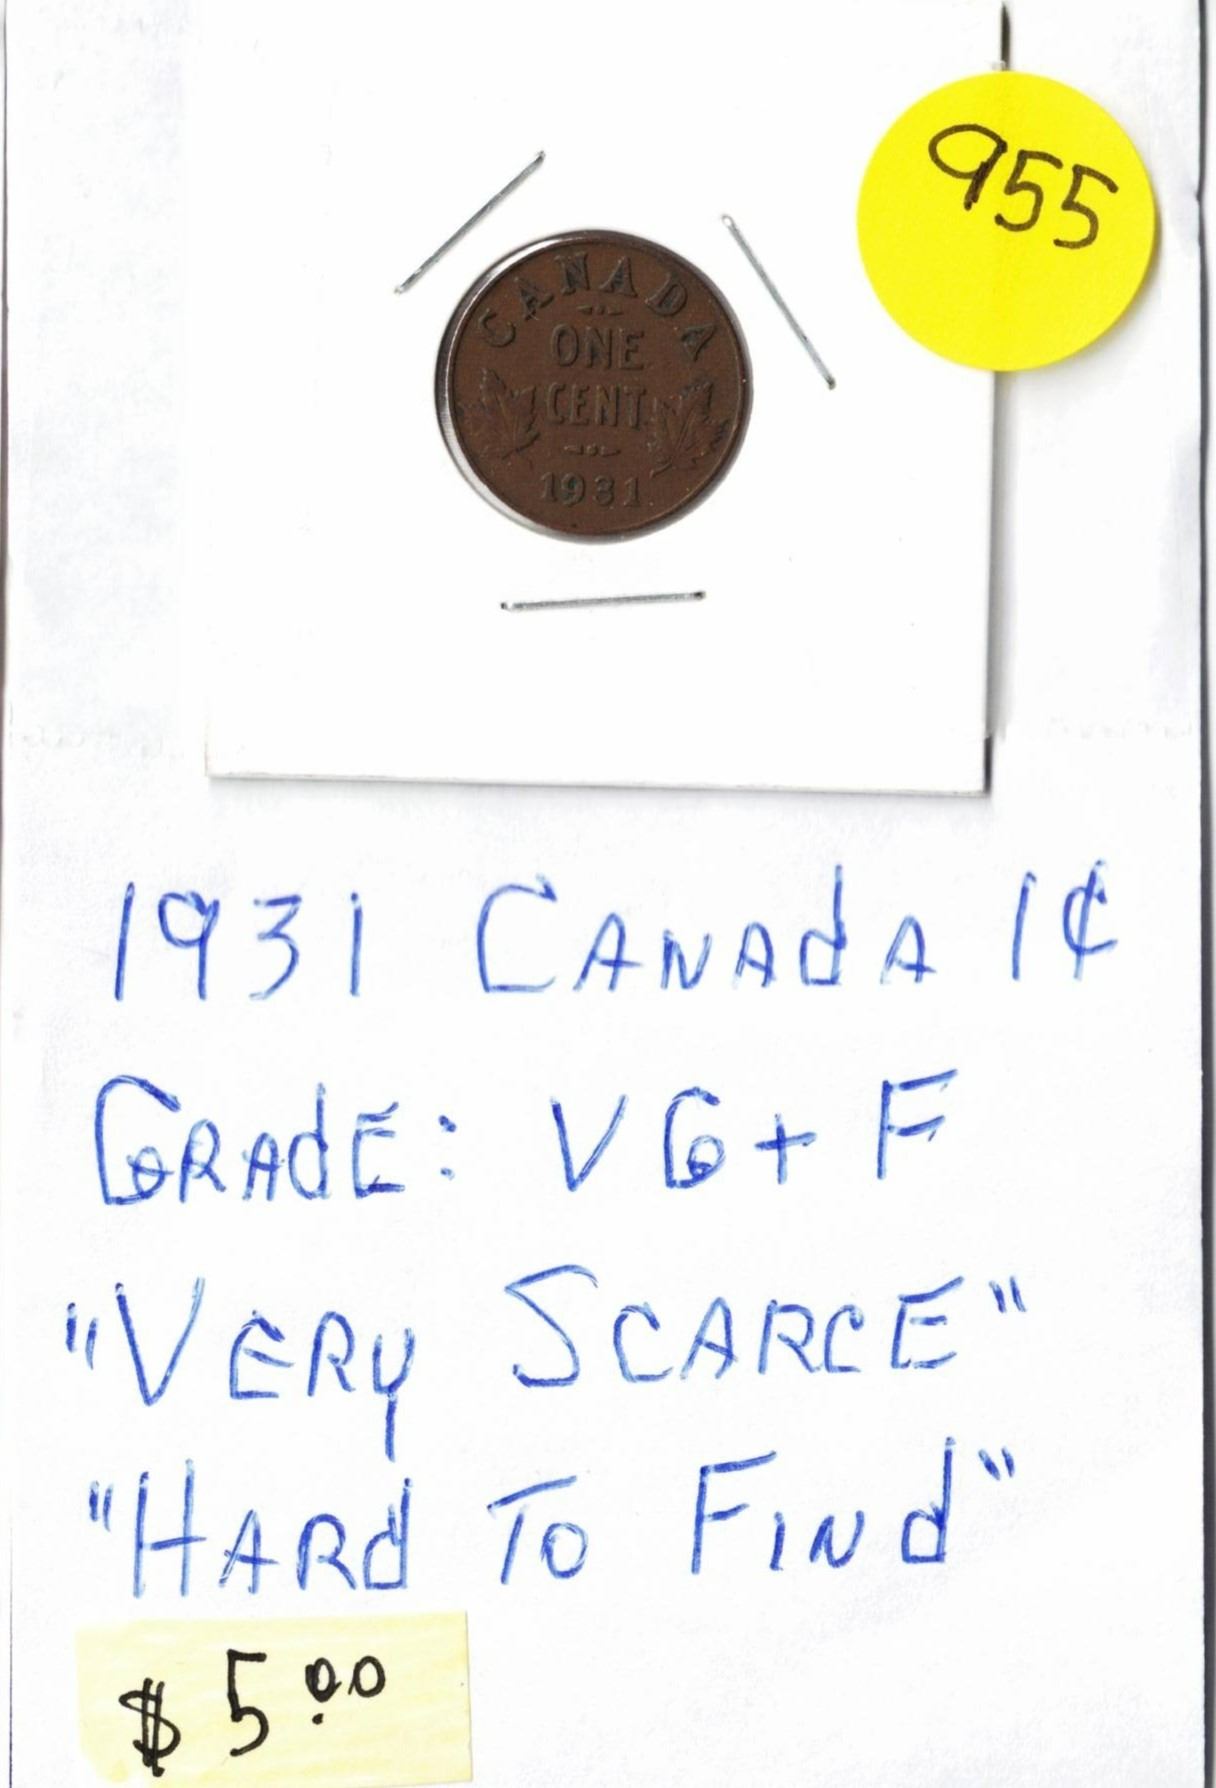 955
CANADA
ONE
CENT
1931
1931 CANAdA 1¢
GRAdE: VG+ F
"VERy SCARCE"
"HARd To FINd"
$ 5.00